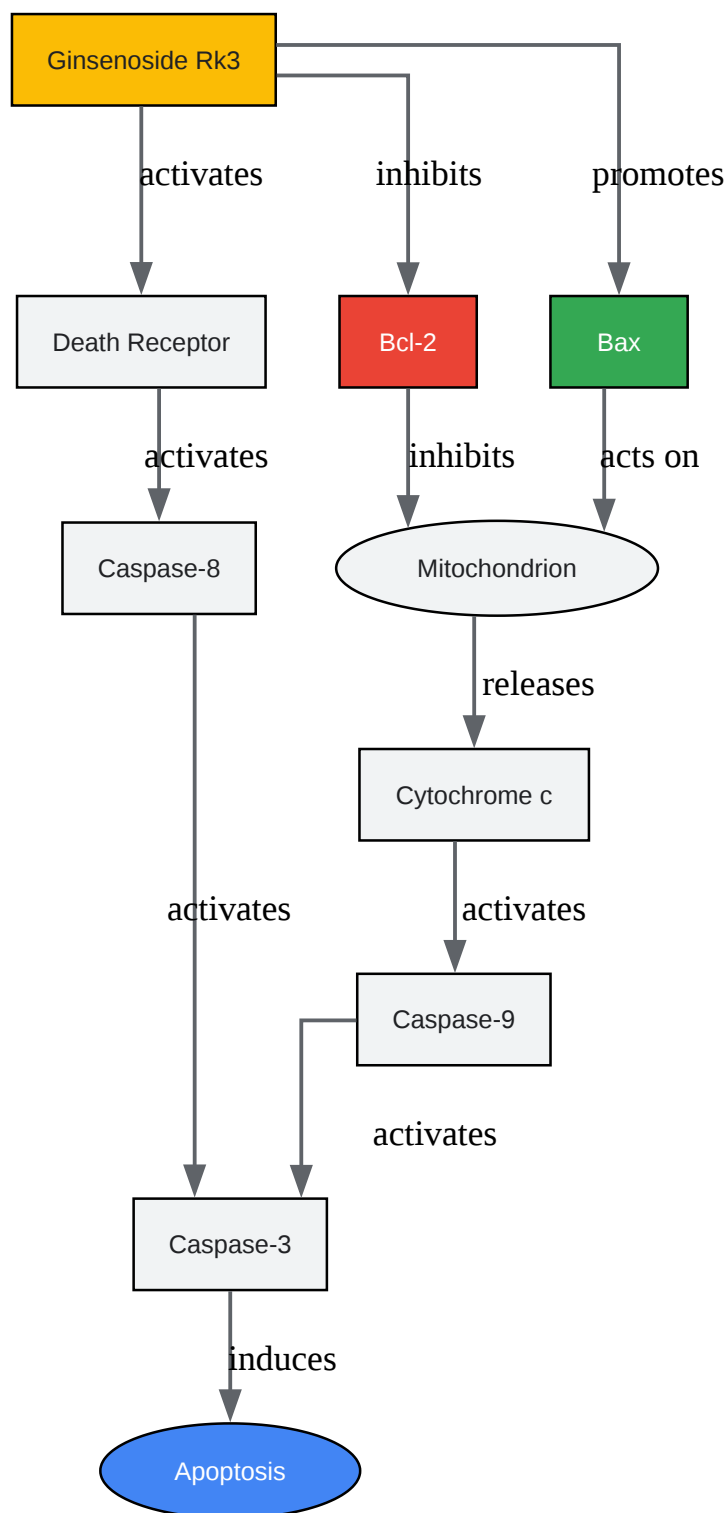 Ginsenoside Rk3
activates
inhibits
promotes
Death Receptor
Bcl-2
Bax
activates
inhibits
acts on
Caspase-8
Mitochondrion
releases
Cytochrome c
activates
activates
Caspase-9
activates
Caspase-3
induces
Apoptosis